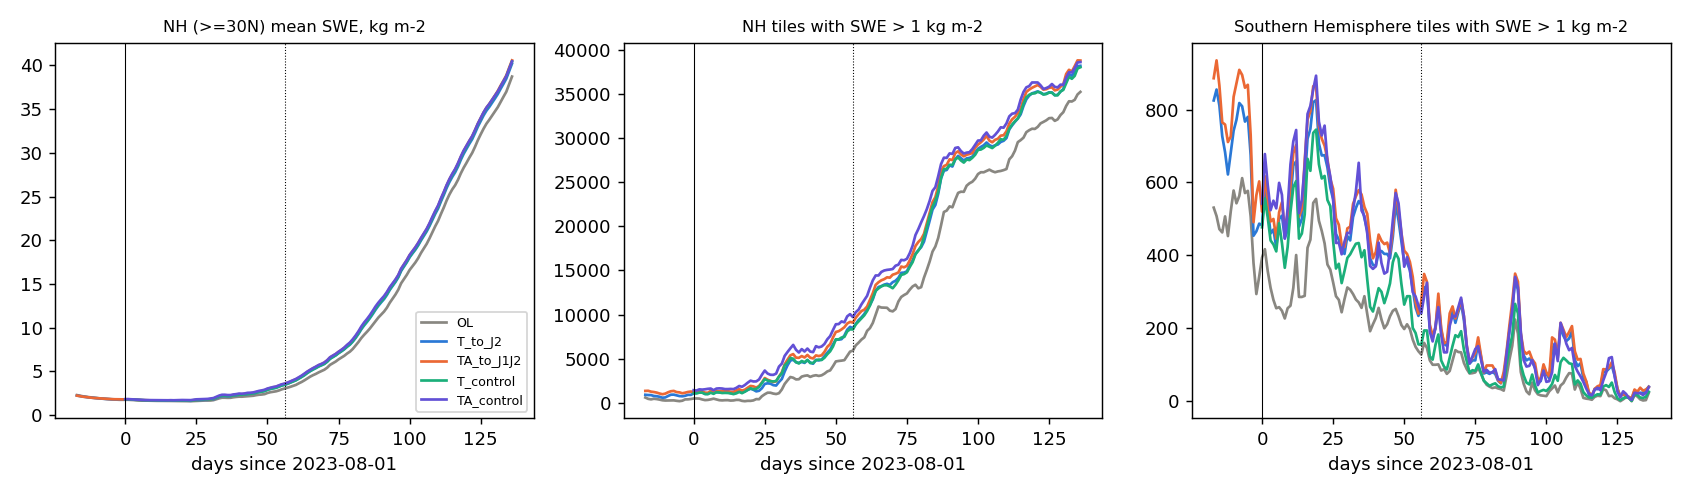 NH (>=30N) mean SWE, kg m-2
40
35
30
25
20
15
10
5
0
0 25 50 75 100 125
days since 2023-08-01
OL
T_to_J2
TA_to_J1J2
T_control
TA_control
NH tiles with SWE > 1 kg m-2
40000
35000
30000
25000
20000
15000
10000
5000
0
0 25 50 75 100 125
days since 2023-08-01
Southern Hemisphere tiles with SWE > 1 kg m-2
800
600
400
200
0
0 25 50 75 100 125
days since 2023-08-01